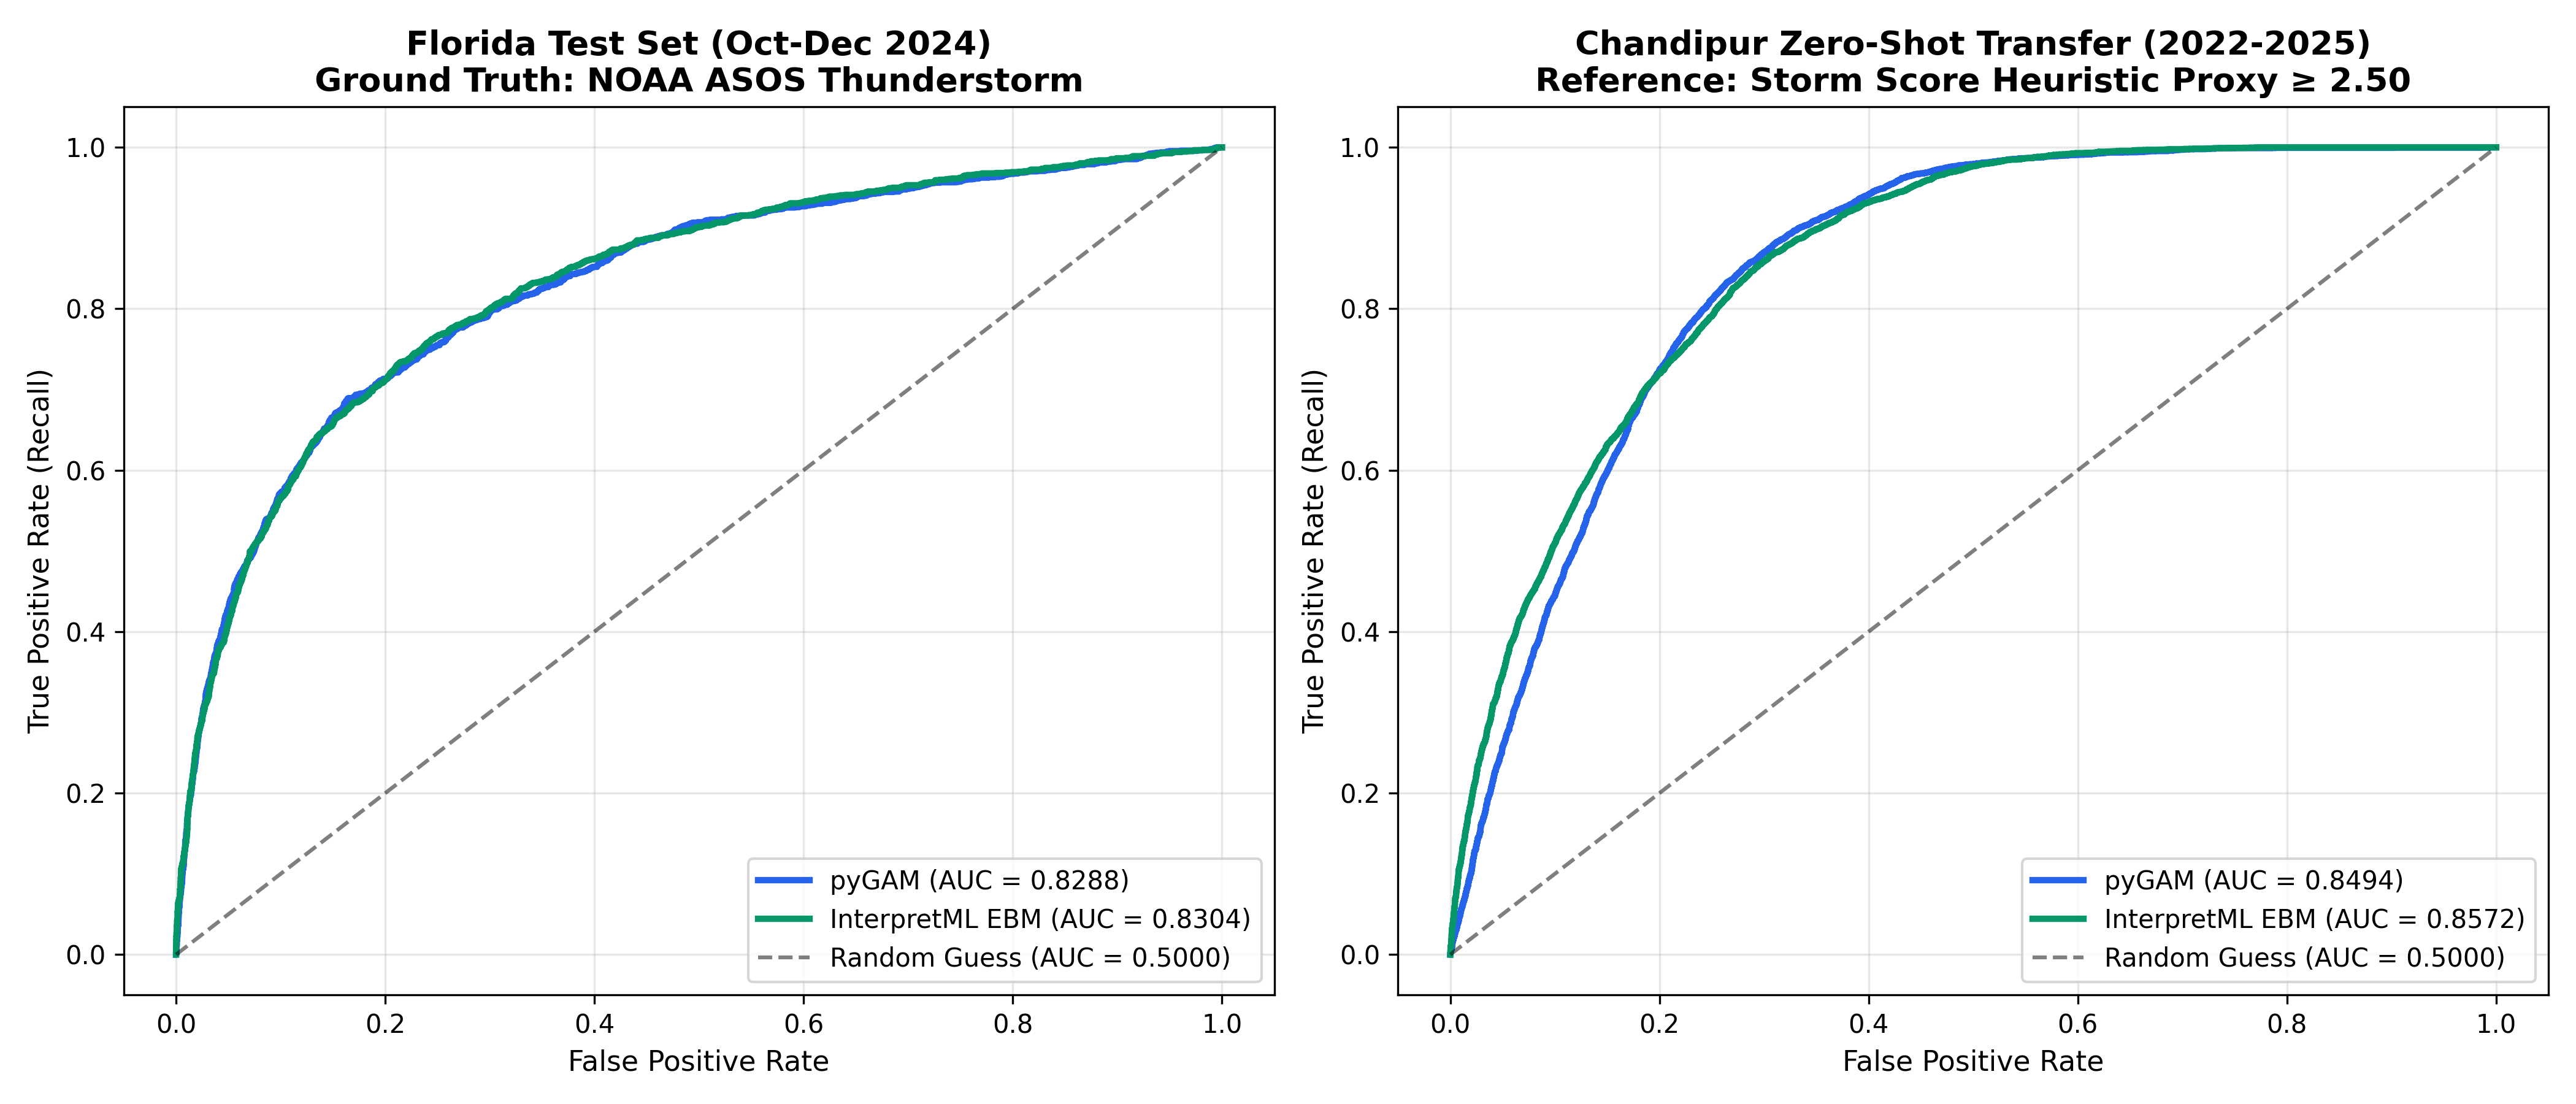 Florida Test Set (Oct-Dec 2024)
Ground Truth: NOAA ASOS Thunderstorm
True Positive Rate (Recall)
1.0
0.8
0.6
0.4
0.2
0.0
pyGAM (AUC = 0.8288)
InterpretML EBM (AUC = 0.8304)
Random Guess (AUC = 0.5000)
0.0 0.2 0.4 0.6 0.8 1.0
False Positive Rate
Chandipur Zero-Shot Transfer (2022-2025)
Reference: Storm Score Heuristic Proxy ≥ 2.50
True Positive Rate (Recall)
1.0
0.8
0.6
0.4
0.2
0.0
pyGAM (AUC = 0.8494)
InterpretML EBM (AUC = 0.8572)
Random Guess (AUC = 0.5000)
0.0 0.2 0.4 0.6 0.8 1.0
False Positive Rate